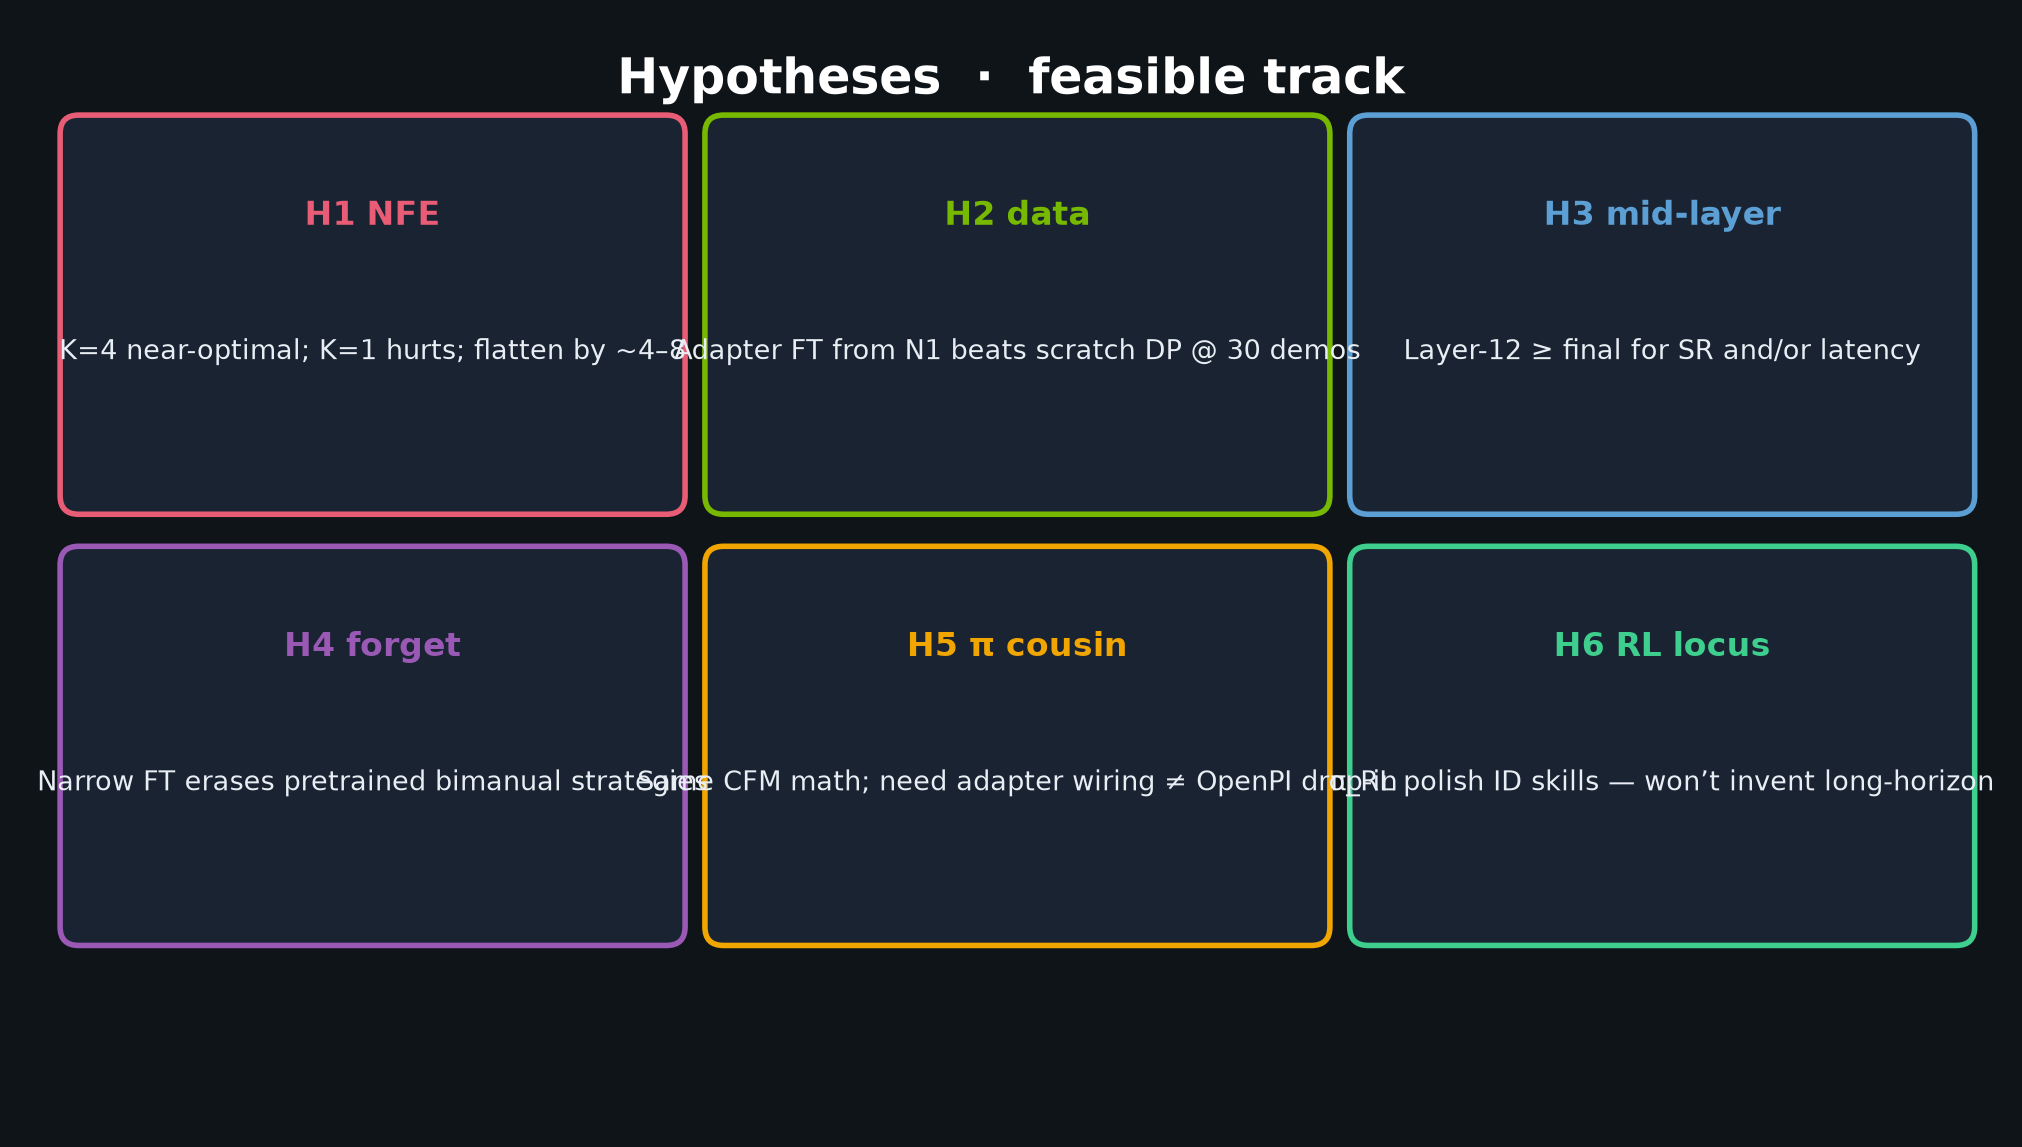 Hypotheses · feasible track
H1 NFE
H2 data
H3 mid-layer
K=4 near-optimal; K=1 hurts; flatten by ~4–8
Adapter FT from N1 beats scratch DP @ 30 demos
Layer-12 ≥ final for SR and/or latency
H4 forget
H5 π cousin
H6 RL locus
Narrow FT erases pretrained bimanual strategies
Same CFM math; need adapter wiring ≠ OpenPI drop-in
π_RL polish ID skills — won’t invent long-horizon